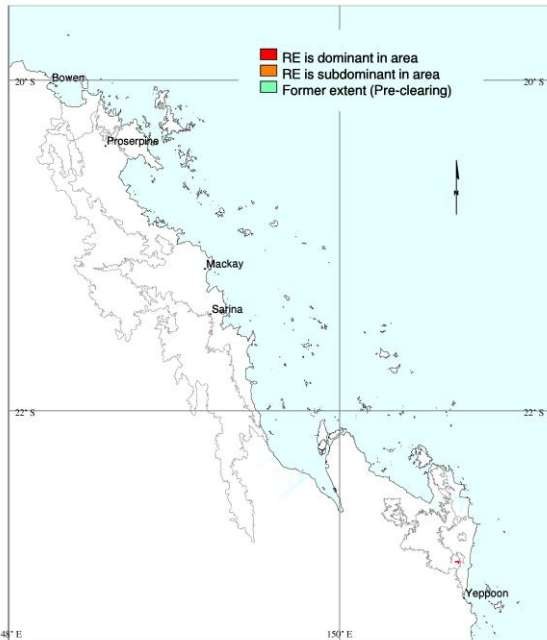 RE is dominant in area
RE is subdominant in area
Former extent (Pre-clearing)
20° S
20° S
Bowen
Proserpine
N
Mackay
Sarina
22° S
22° S
Yeppoon
48° E
150 °E